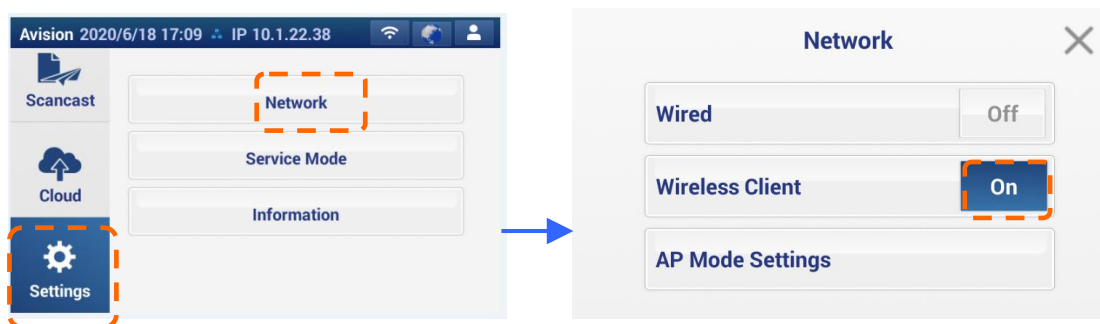 Avision 2020/6/18 17:09 IP 10.1.22.38
Scancast
Cloud
Settings
Network
Service Mode
Information
Network
Wired
Off
Wireless Client
On
AP Mode Settings